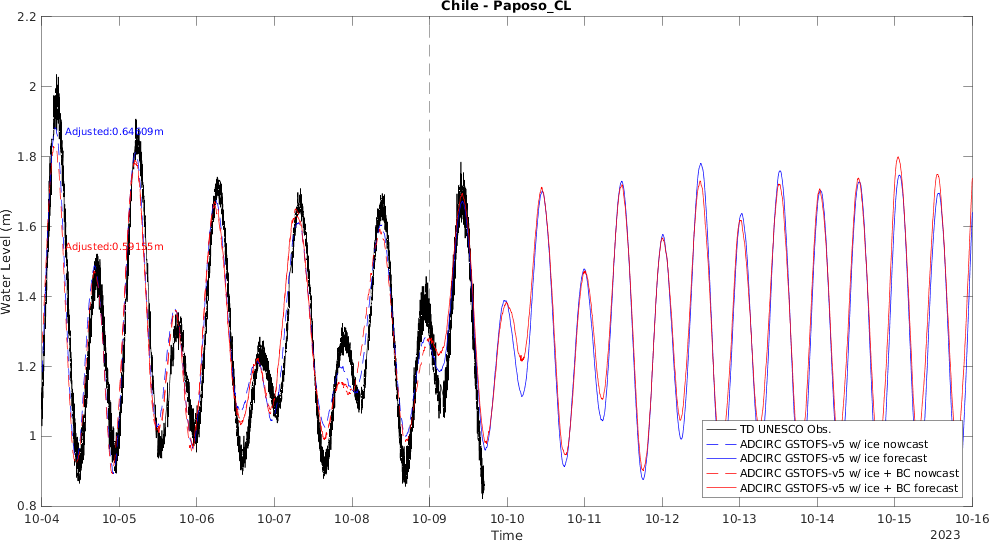 Chile - Paposo_CL
2.2
2
1.8
1.6
1.4
1.2
1
0.8
Water Level (m)
Adjusted:0.64609m
Adjusted:0.59155m
TD UNESCO Obs.
ADCIRC GSTOFS-v5 w/ ice nowcast
ADCIRC GSTOFS-v5 w/ ice forecast
ADCIRC GSTOFS-v5 w/ ice + BC nowcast
ADCIRC GSTOFS-v5 w/ ice + BC forecast
10-04 10-05 10-06 10-07 10-08 10-09 10-10 10-11 10-12 10-13 10-14 10-15 10-16
Time
2023